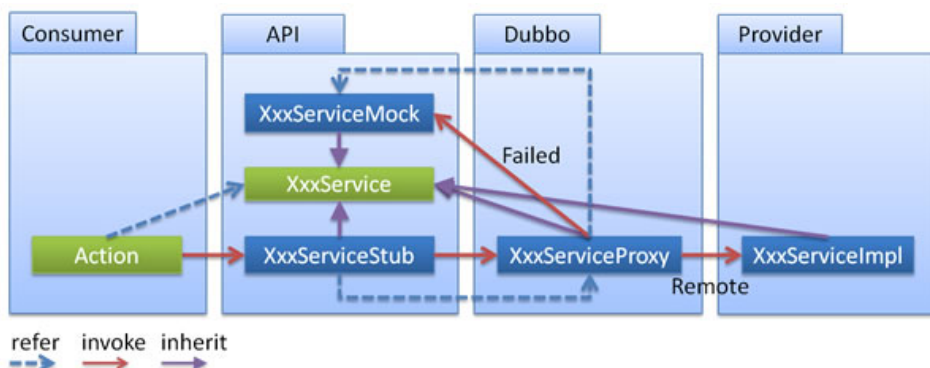 Consumer
API
Dubbo
Provider
XxxServiceMock
Failed
XxxService
Action
XxxServiceStub
XxxServiceProxy
XxxServiceImpl
Remote
refer invoke inherit